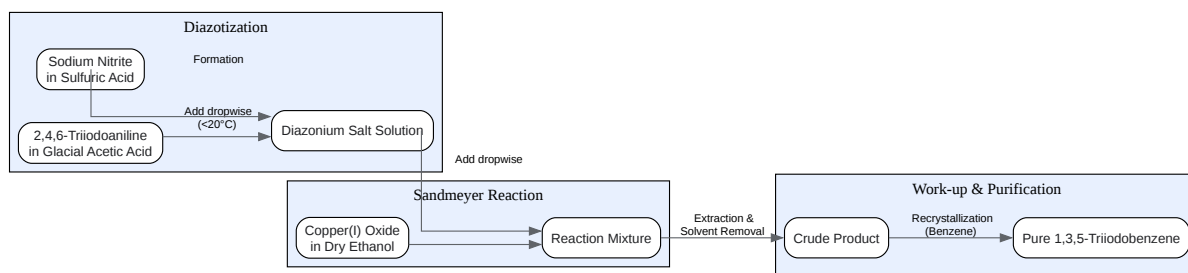 Diazotization
Sodium Nitrite
in Sulfuric Acid
Formation
Add dropwise
(<20°C)
2,4,6-Triiodoaniline
in Glacial Acetic Acid
Diazonium Salt Solution
Add dropwise
Sandmeyer Reaction
Copper(I) Oxide
in Dry Ethanol
Reaction Mixture
Extraction &
Solvent Removal
Work-up & Purification
Crude Product
Recrystallization
(Benzene)
Pure 1,3,5-Triiodobenzene